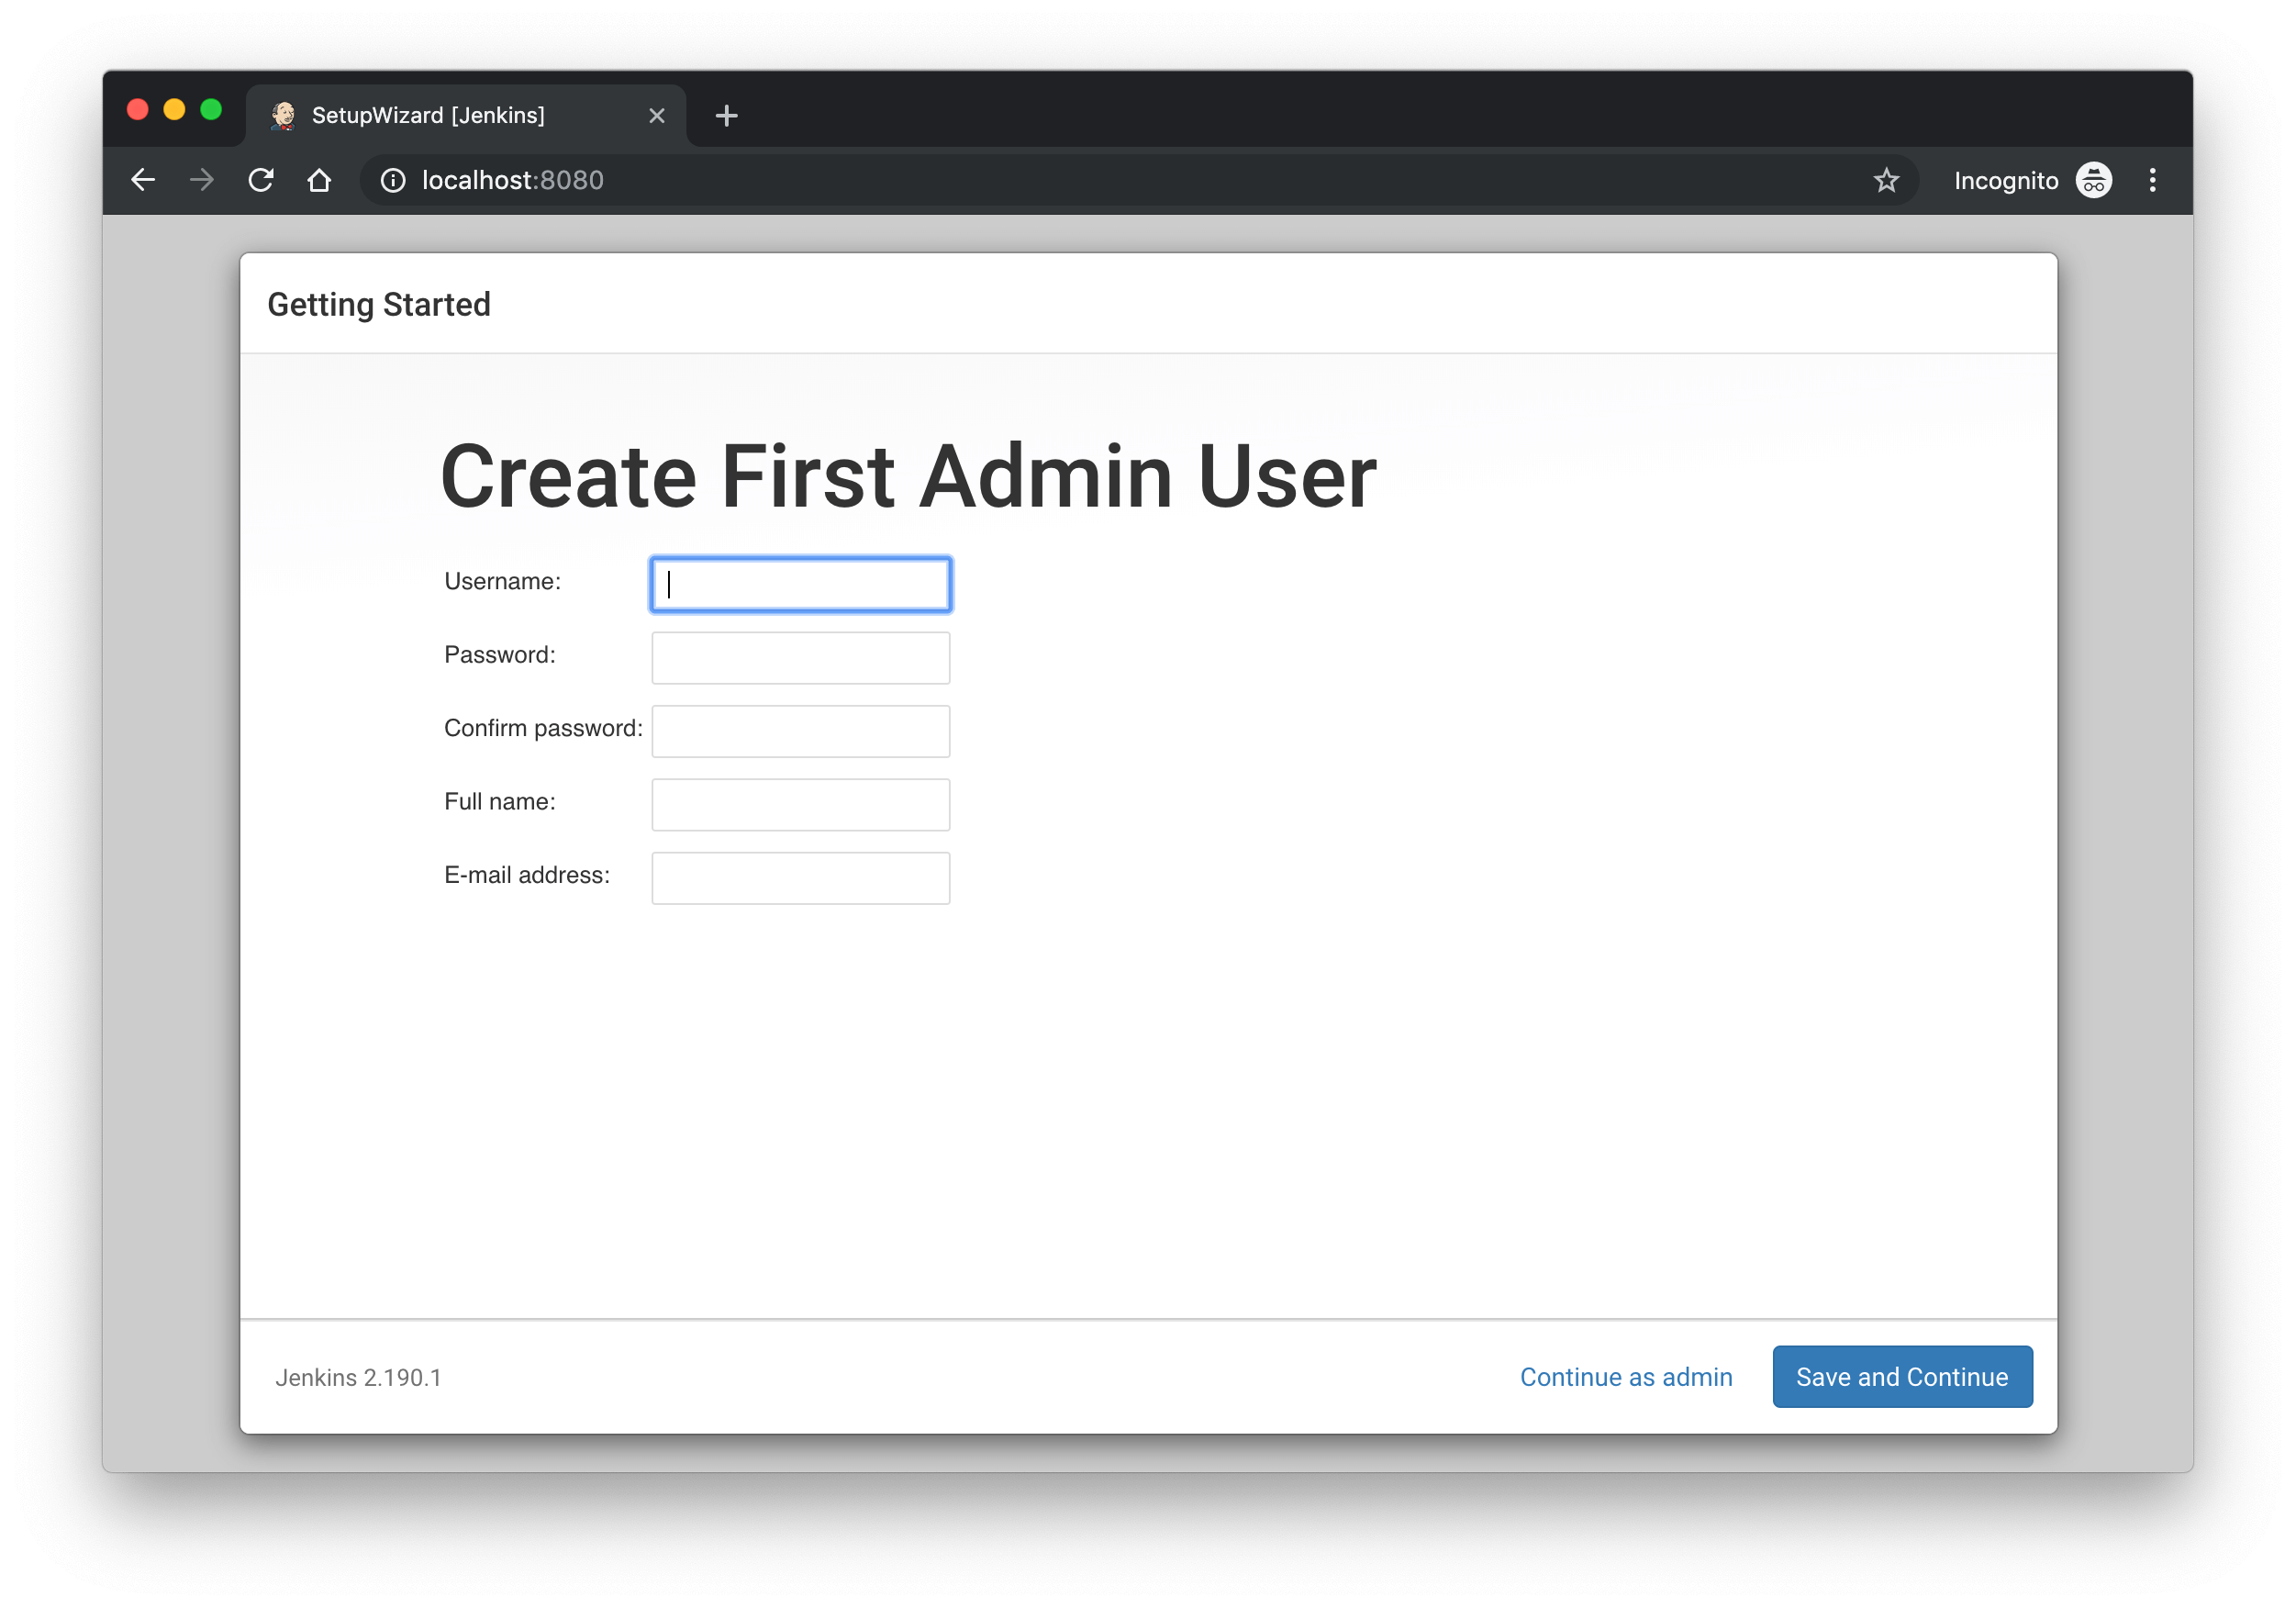 SetupWizard [Jenkins]
localhost:8080
Incognito
Getting Started
Create First Admin User
Username:
Password:
Confirm password:
Full name:
E-mail address:
Jenkins 2.190.1
Continue as admin
Save and Continue